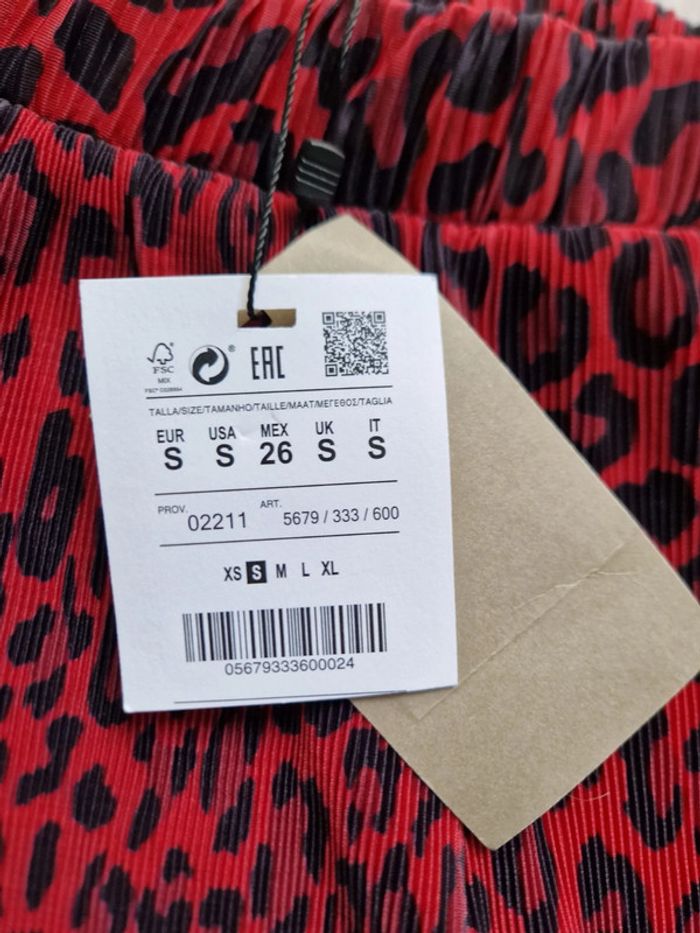 FSC
MIX
EAC
TALLA/SIZE/TAMANHO/TAILLE/MAAT/ΜΕΓΕΘΟΣ/TAGLIA
EUR USA MEX UK IT
S S 26 S S
PROV. 02211 ART. 5679 / 333 / 600
XS S M L XL
05679333600024